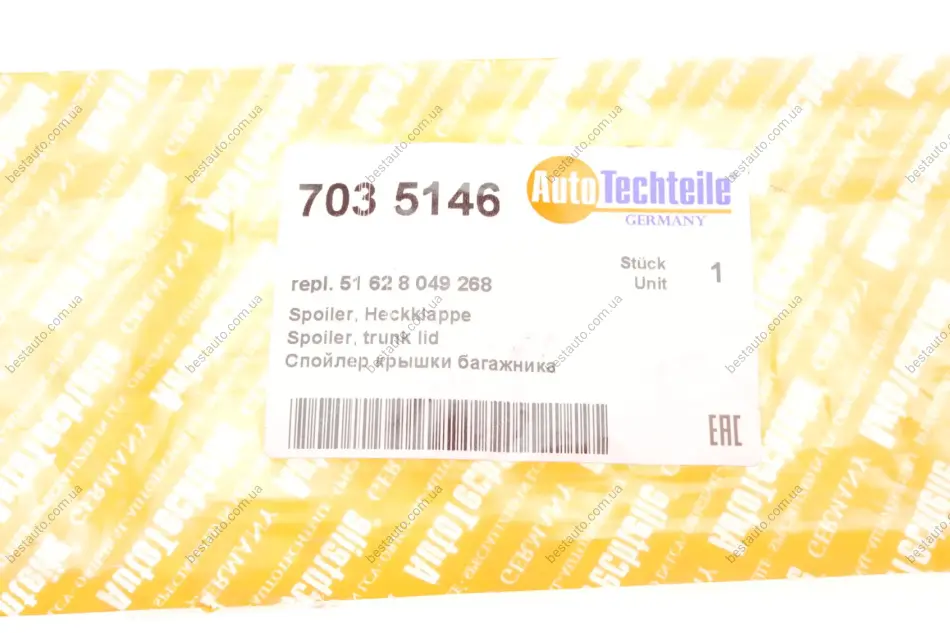 703 5146
AutoTechteile
GERMANY
Stück 1
Unit
repl. 51 62 8 049 268
Spoiler, Heckklappe
Spoiler, trunk lid
Спойлер крышки багажника
EAC
bestauto.com.ua